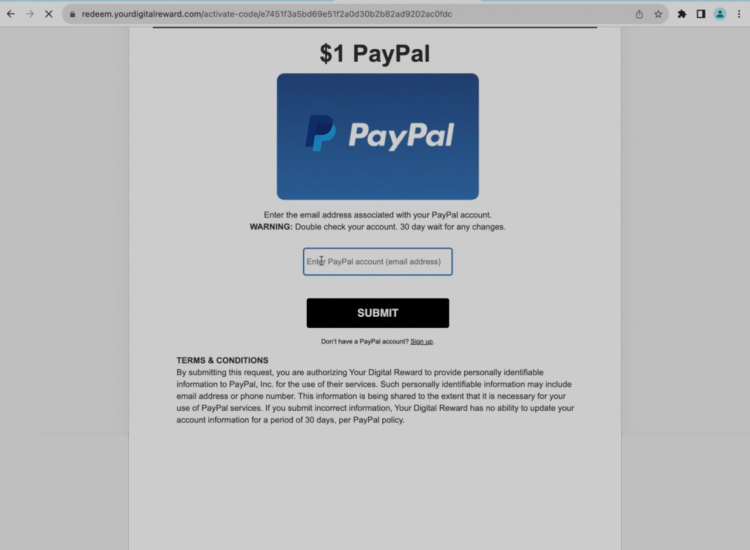 redeem.yourdigitalreward.com/activate-code/e7451f3a5bd69e51f2a0d30b2b82ad9202ac0fdc
$1 PayPal
PayPal
Enter the email address associated with your PayPal account.
WARNING: Double check your account. 30 day wait for any changes.
Enter PayPal account (email address)
SUBMIT
Don't have a PayPal account? Sign up.
TERMS & CONDITIONS
By submitting this request, you are authorizing Your Digital Reward to provide personally identifiable
information to PayPal, Inc. for the use of their services. Such personally identifiable information may include
email address or phone number. This information is being shared to the extent that it is necessary for your
use of PayPal services. If you submit incorrect information, Your Digital Reward has no ability to update your
account information for a period of 30 days, per PayPal policy.